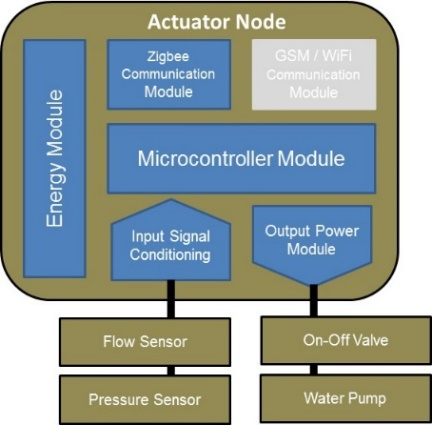 Actuator Node
Energy Module
Zigbee
Communication
Module
GSM / WiFi
Communication
Module
Microcontroller Module
Input Signal
Conditioning
Output Power
Module
Flow Sensor
On-Off Valve
Pressure Sensor
Water Pump